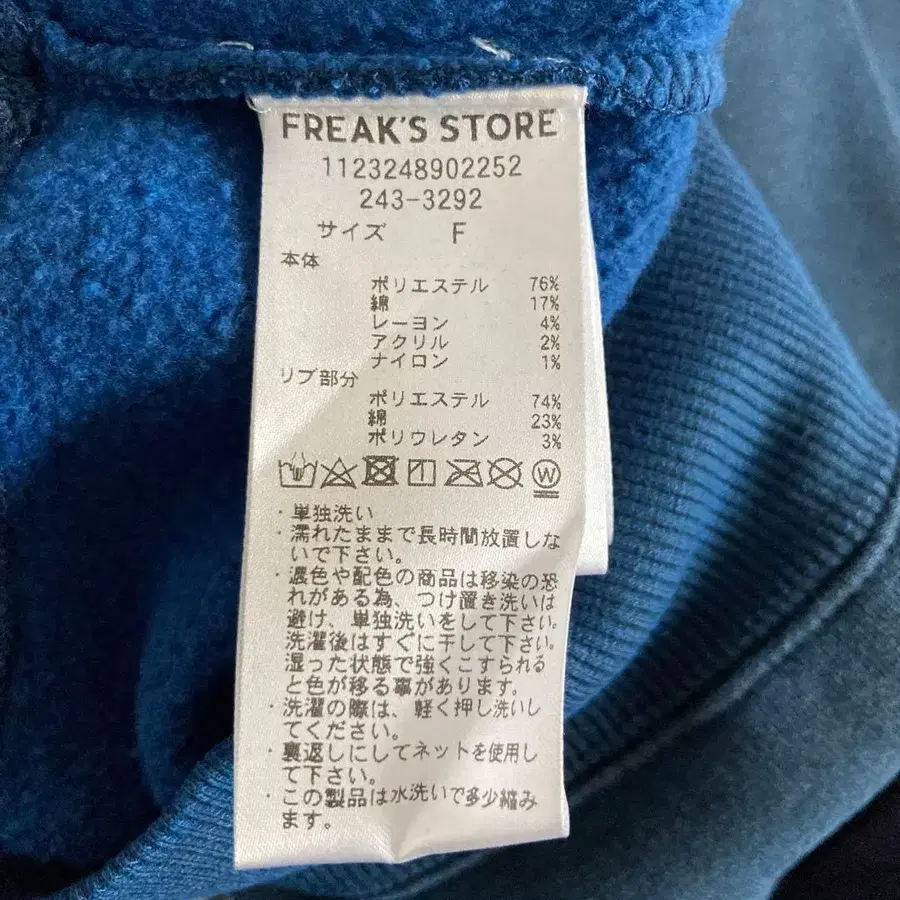 FREAK'S STORE
1123248902252
243-3292
サイズ F
本体
ポリエステル 76%
綿 17%
レーヨン 4%
アクリル 2%
ナイロン 1%
リブ部分
ポリエステル 74%
綿 23%
ポリウレタン 3%
W
・単独洗い
・濡れたままで長時間放置しな
いで下さい。
・濃色や配色の商品は移染の恐
れがある為、つけ置き洗いは
避け、単独洗いをして下さい。
洗濯後はすぐに干して下さい。
湿った状態で強くこすられる
と色が移る事があります。
・洗濯の際は、軽く押し洗いし
てください。
・裏返しにしてネットを使用し
て下さい。
・この製品は水洗いで多少縮み
ます。